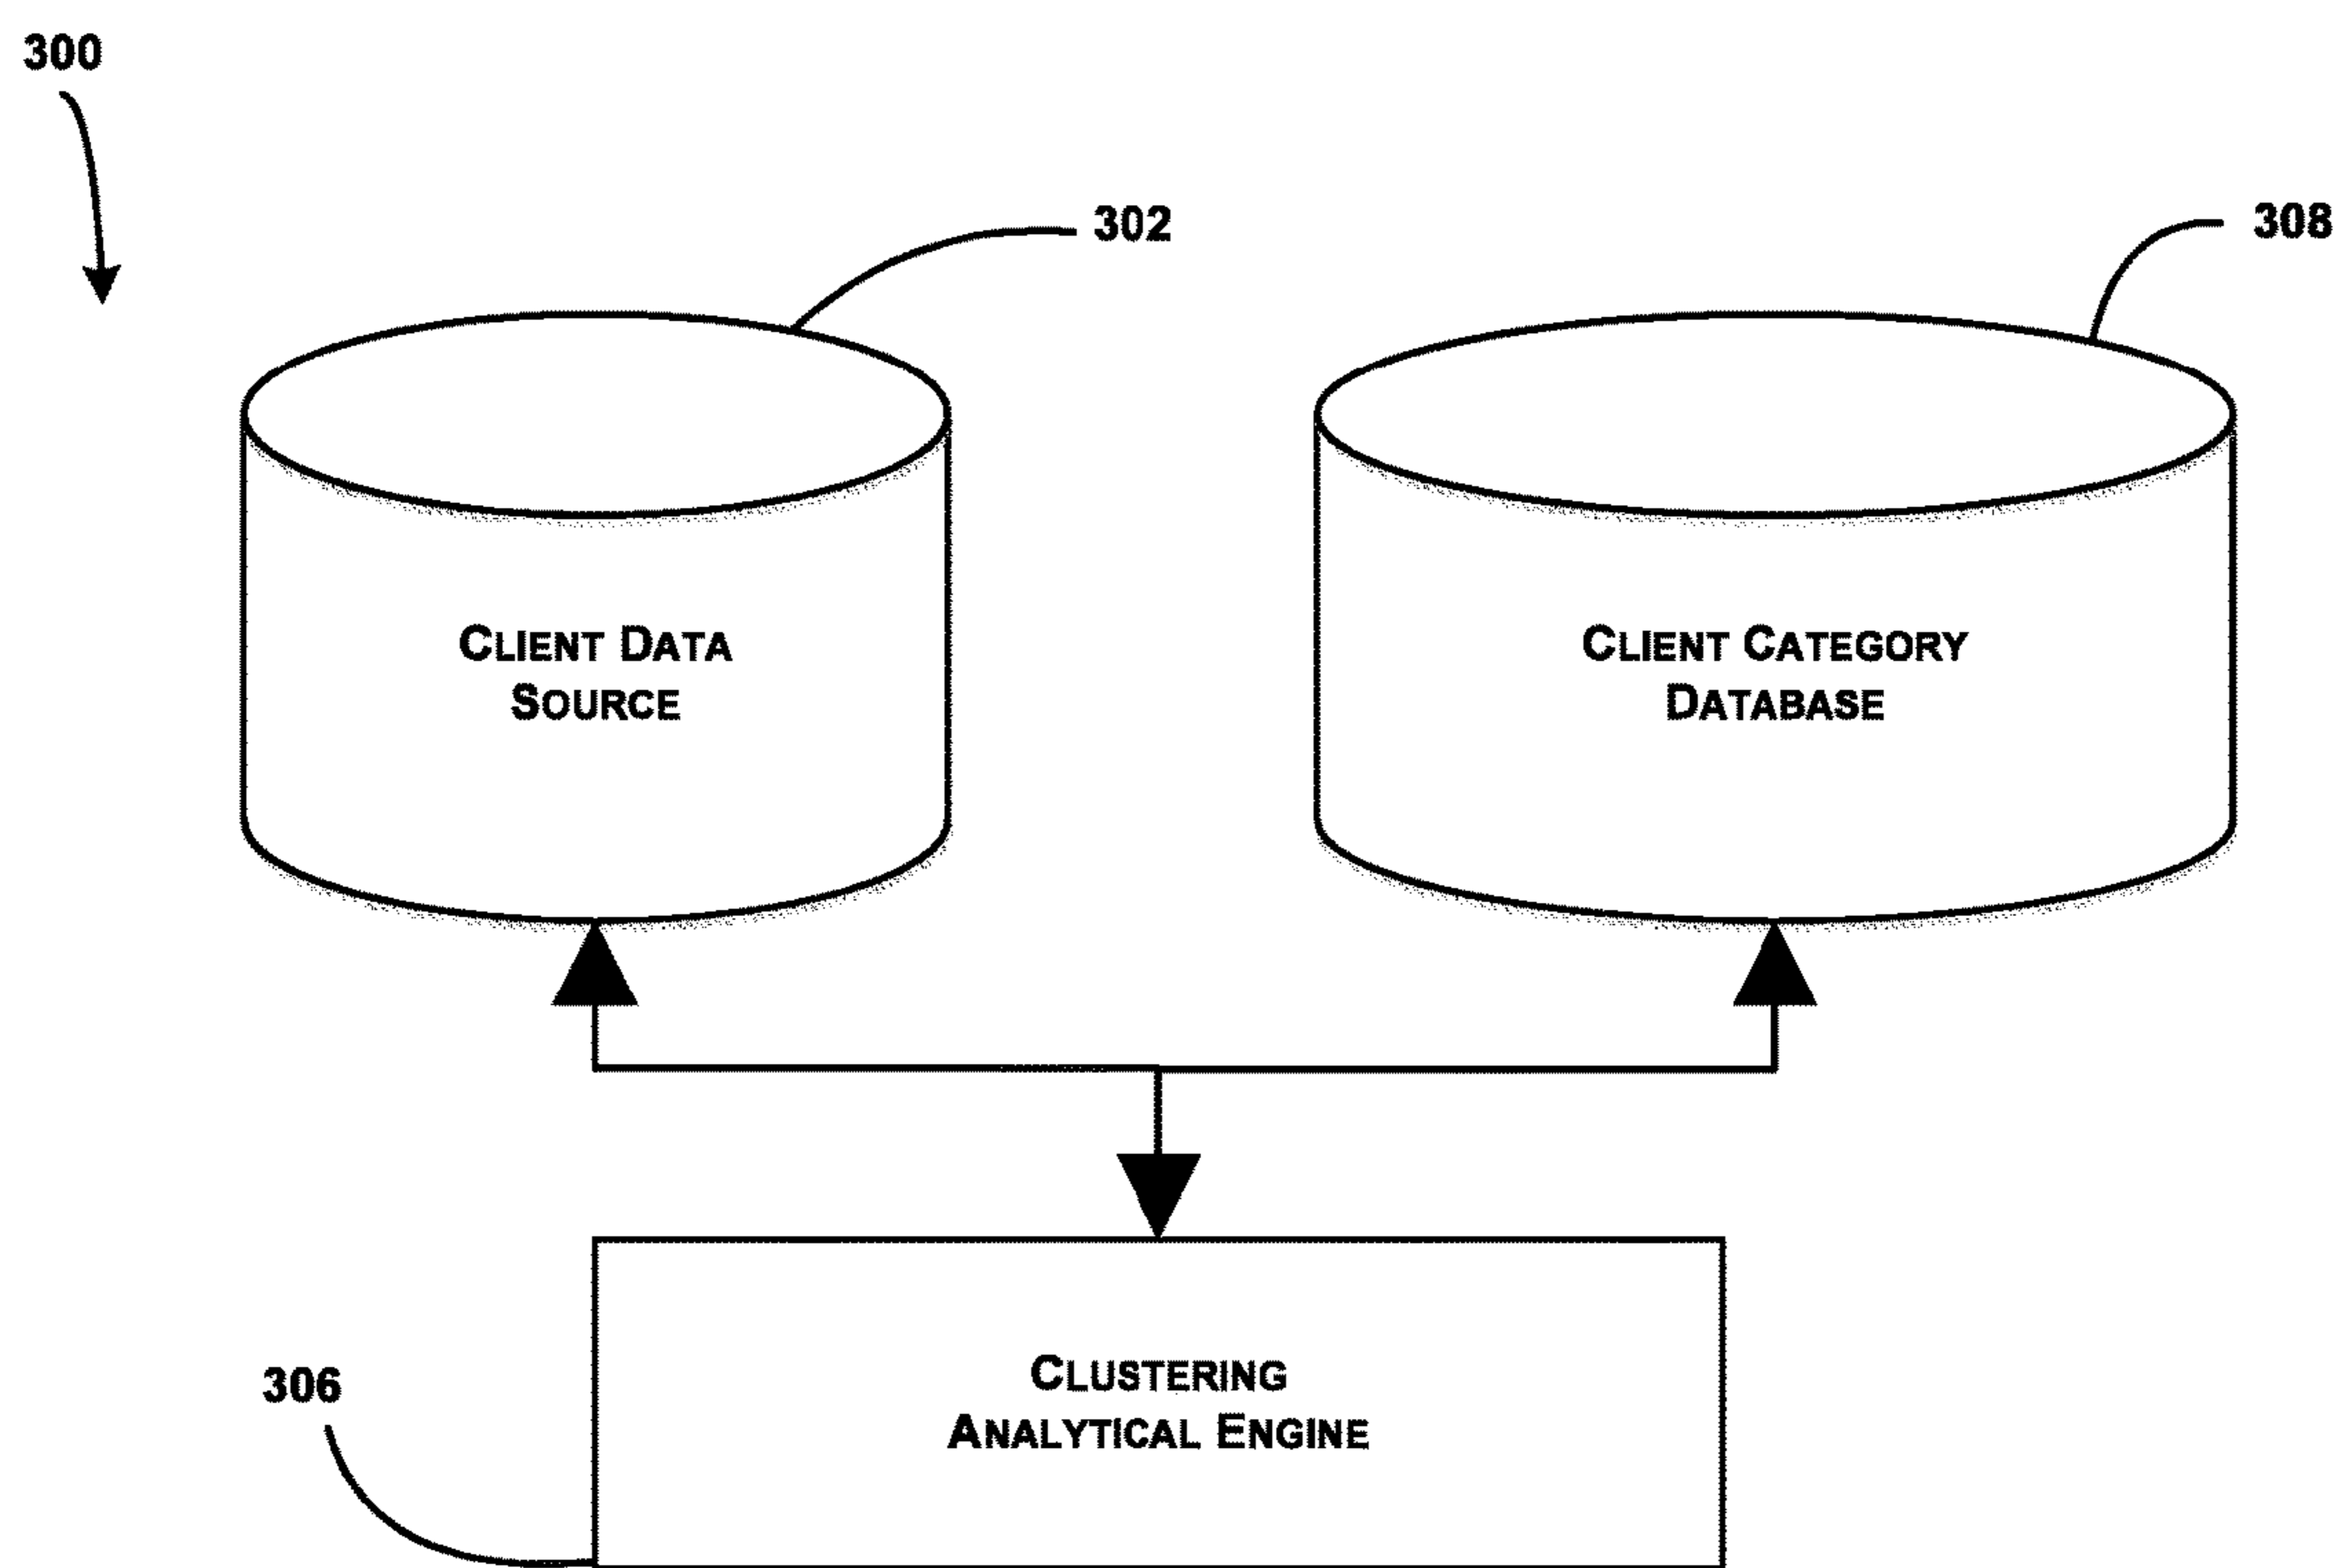 300
302
308
CLIENT DATA
SOURCE
CLIENT CATEGORY
DATABASE
306
CLUSTERING
ANALYTICAL ENGINE